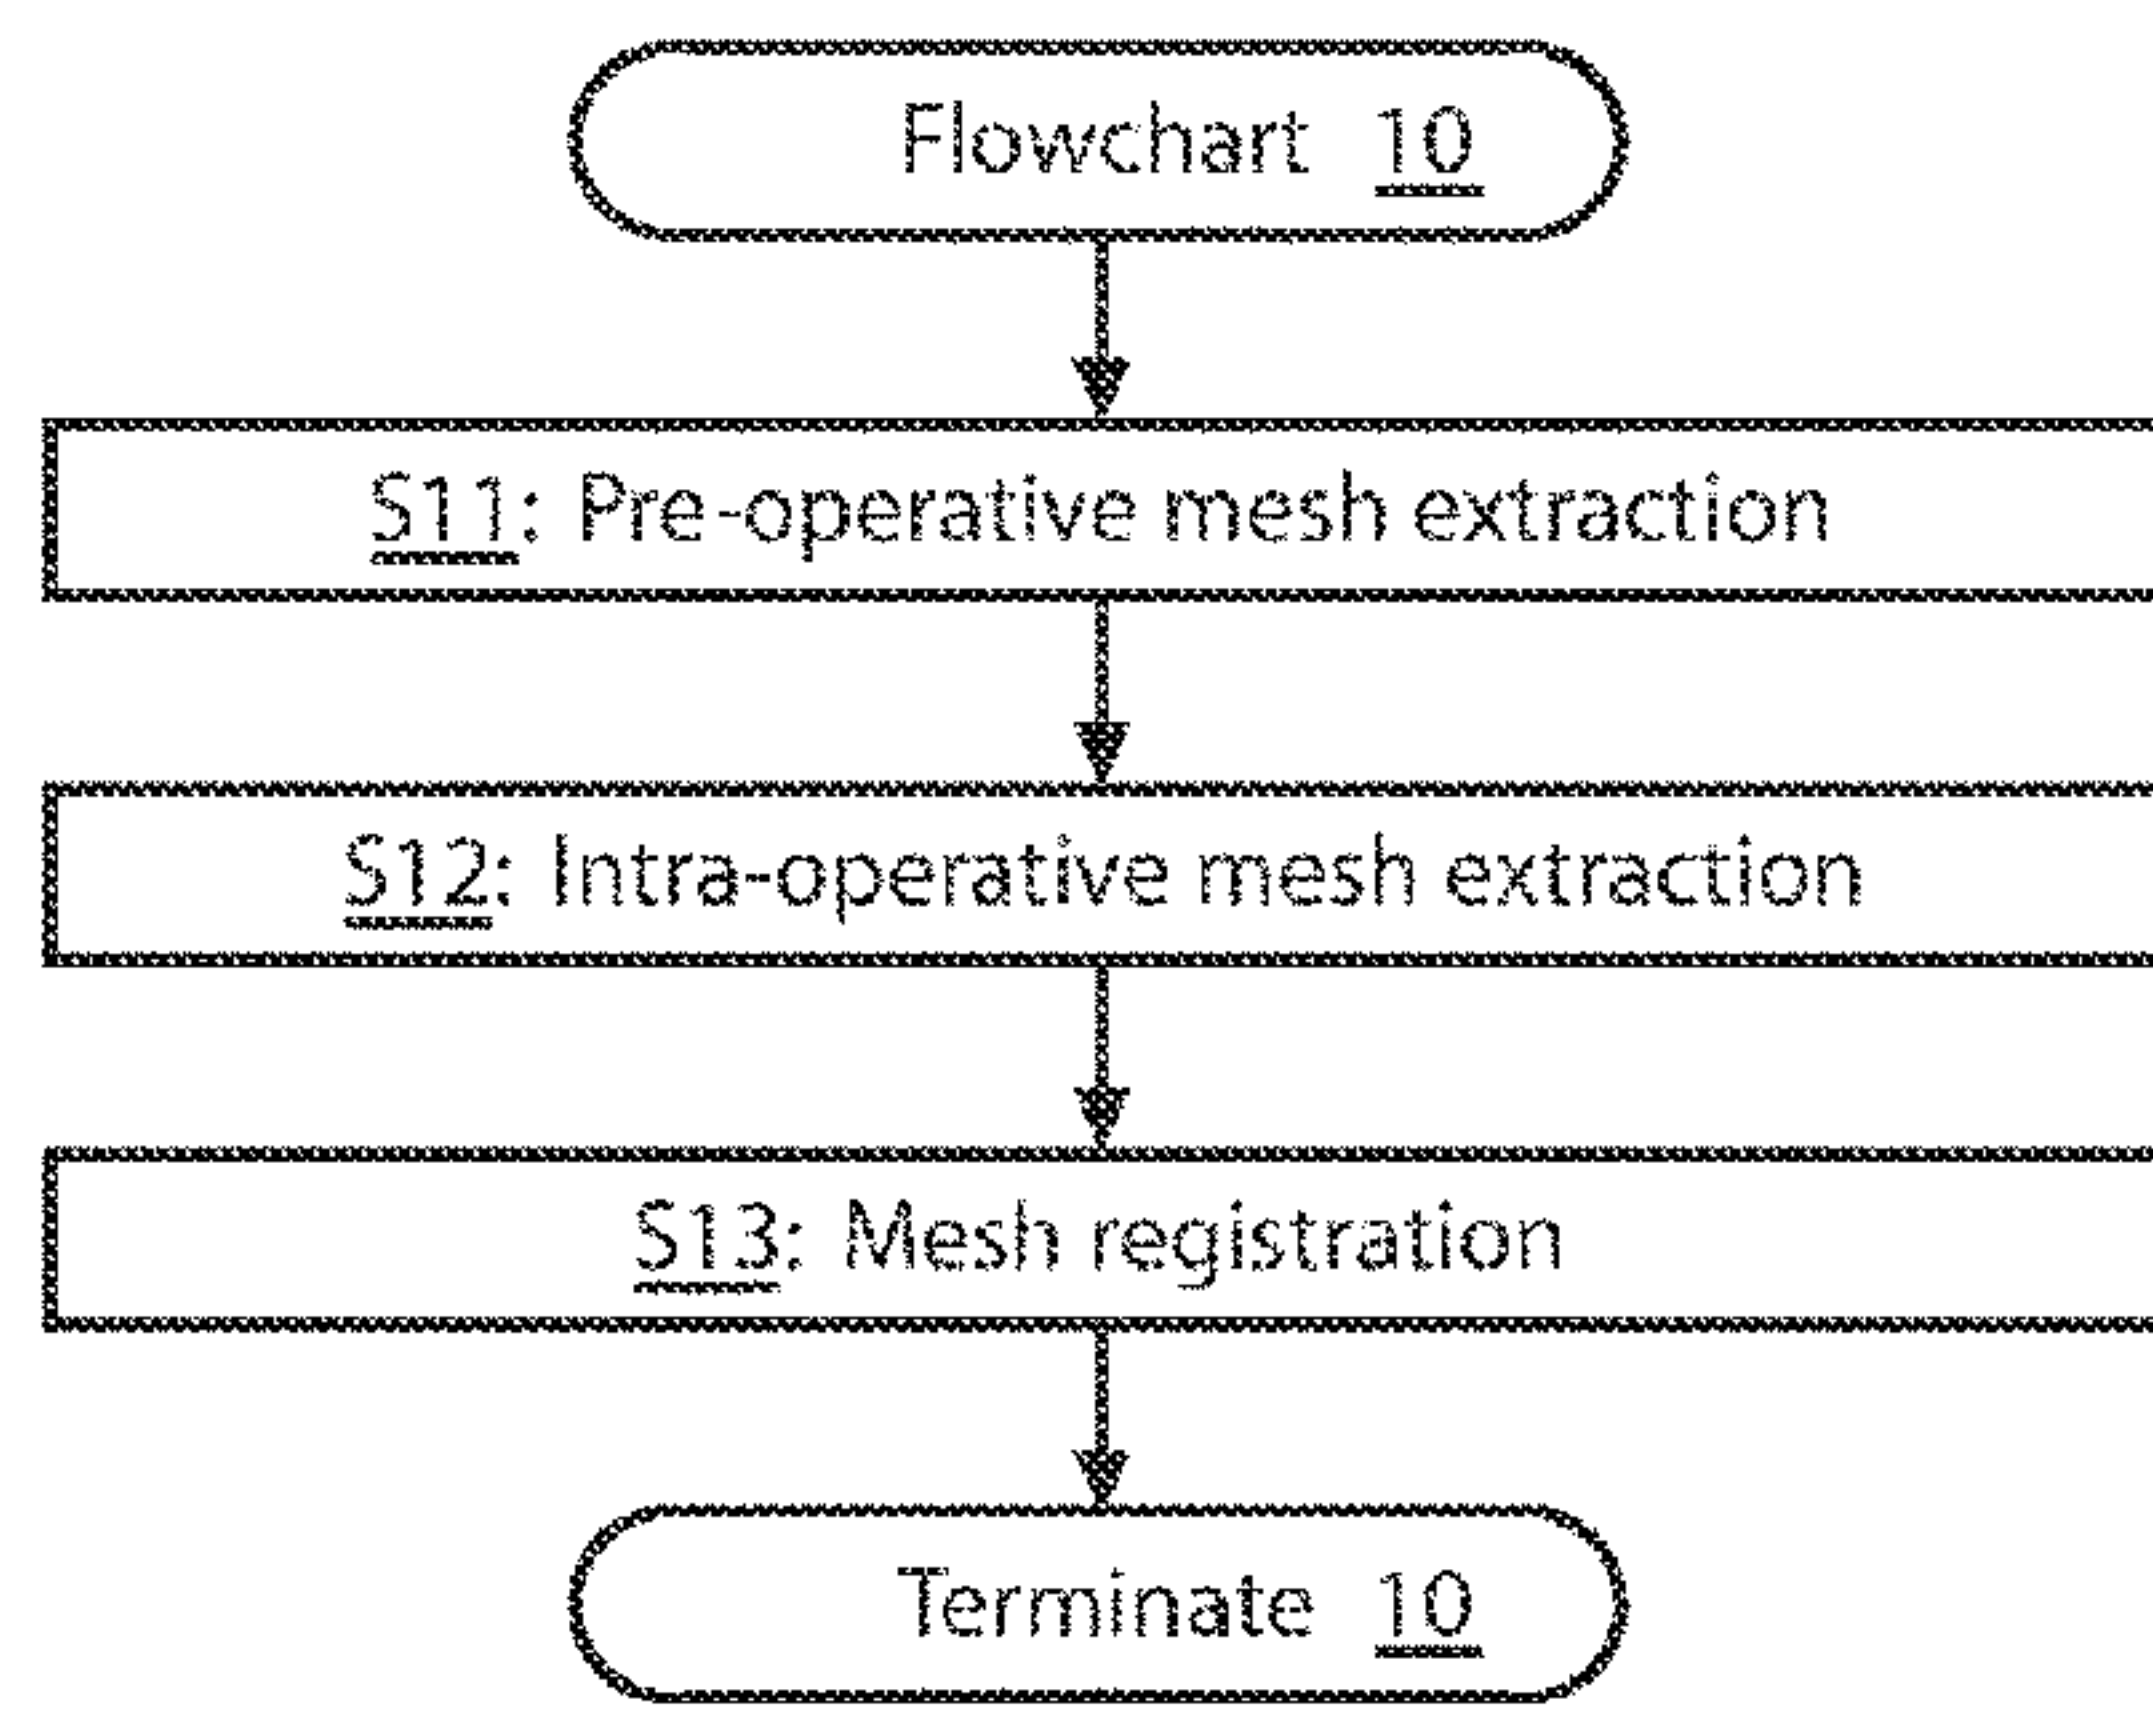 Flowchart 10
S11: Pre-operative mesh extraction
S12: Intra-operative mesh extraction
S13: Mesh registration
Terminate 10